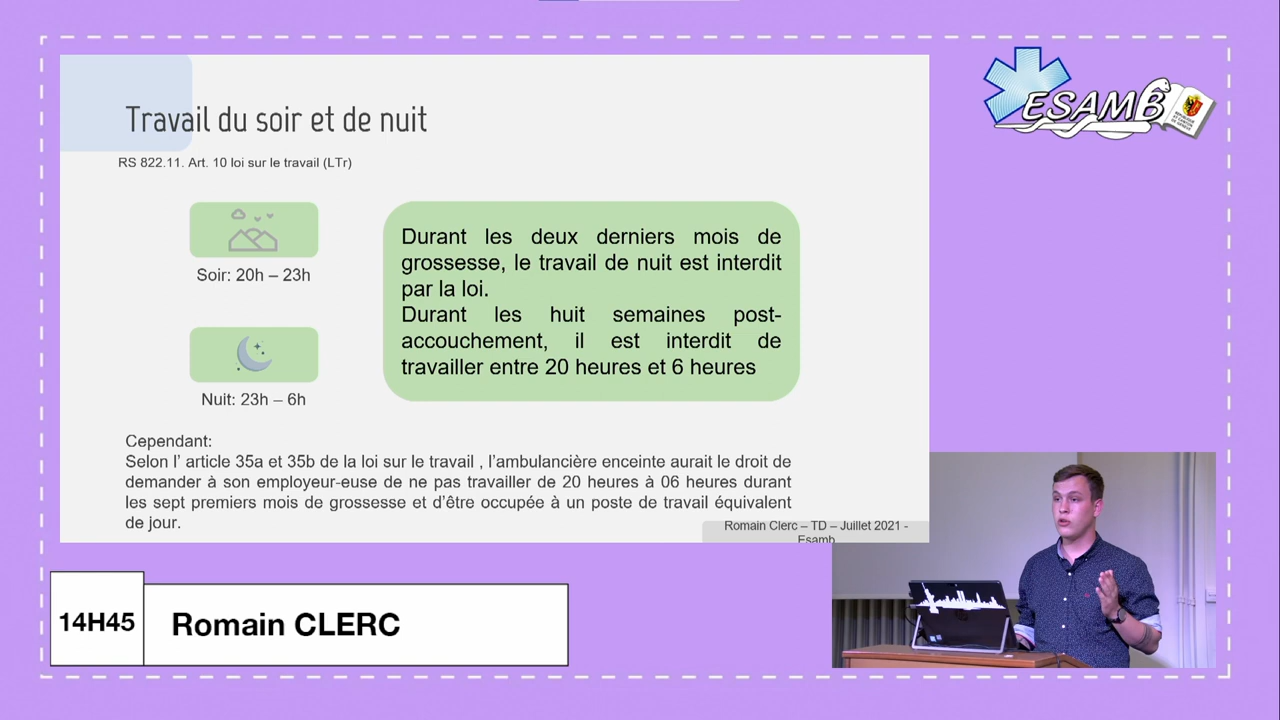 Travail du soir et de nuit
RS 822.11. Art. 10 loi sur le travail (LTr)
Soir: 20h – 23h
Nuit: 23h – 6h
Durant les deux derniers mois de
grossesse, le travail de nuit est interdit
par la loi.
Durant les huit semaines post-
accouchement, il est interdit de
travailler entre 20 heures et 6 heures
Cependant:
Selon l’ article 35a et 35b de la loi sur le travail , l’ambulancière enceinte aurait le droit de
demander à son employeur-euse de ne pas travailler de 20 heures à 06 heures durant
les sept premiers mois de grossesse et d’être occupée à un poste de travail équivalent
de jour.
Romain Clerc – TD – Juillet 2021 -
Esamb
ESAMB
14H45
Romain CLERC